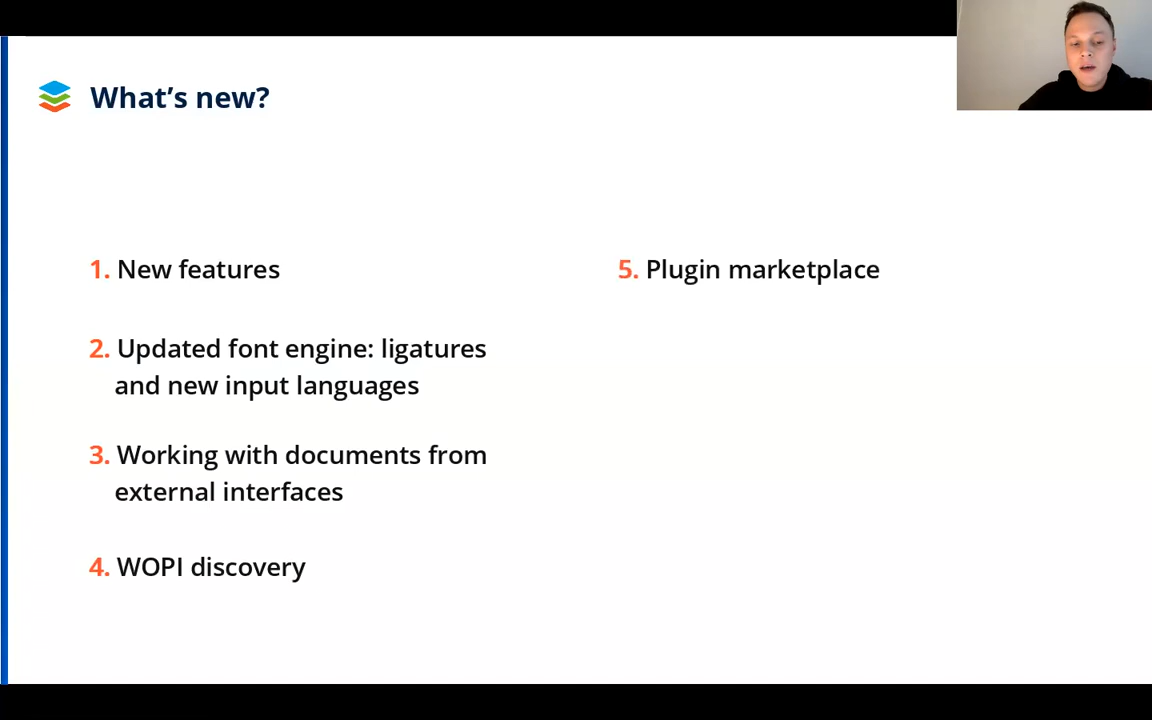 What’s new?
1. New features
2. Updated font engine: ligatures
and new input languages
3. Working with documents from
external interfaces
4. WOPI discovery
5. Plugin marketplace